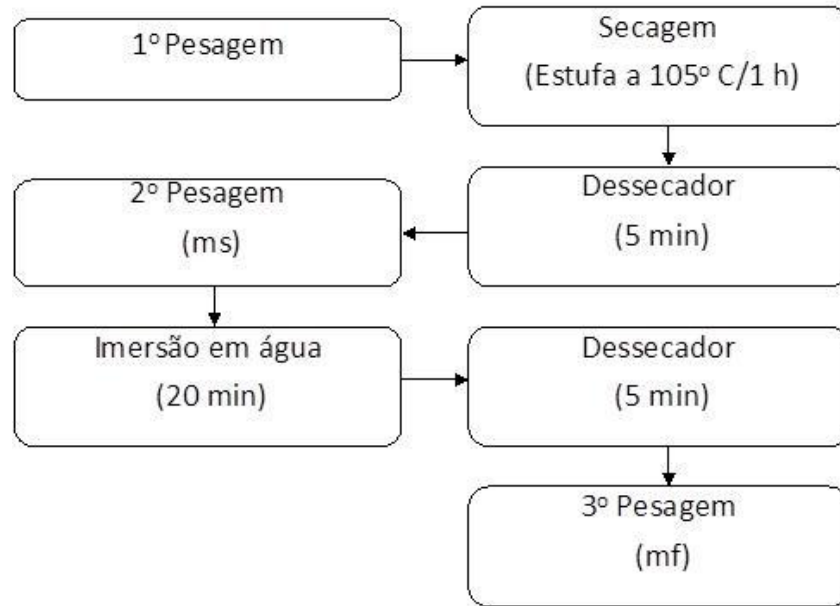 1º Pesagem
Secagem
(Estufa a 105º C/1 h)
Dessecador
(5 min)
2º Pesagem
(ms)
Imersão em água
(20 min)
Dessecador
(5 min)
3º Pesagem
(mf)